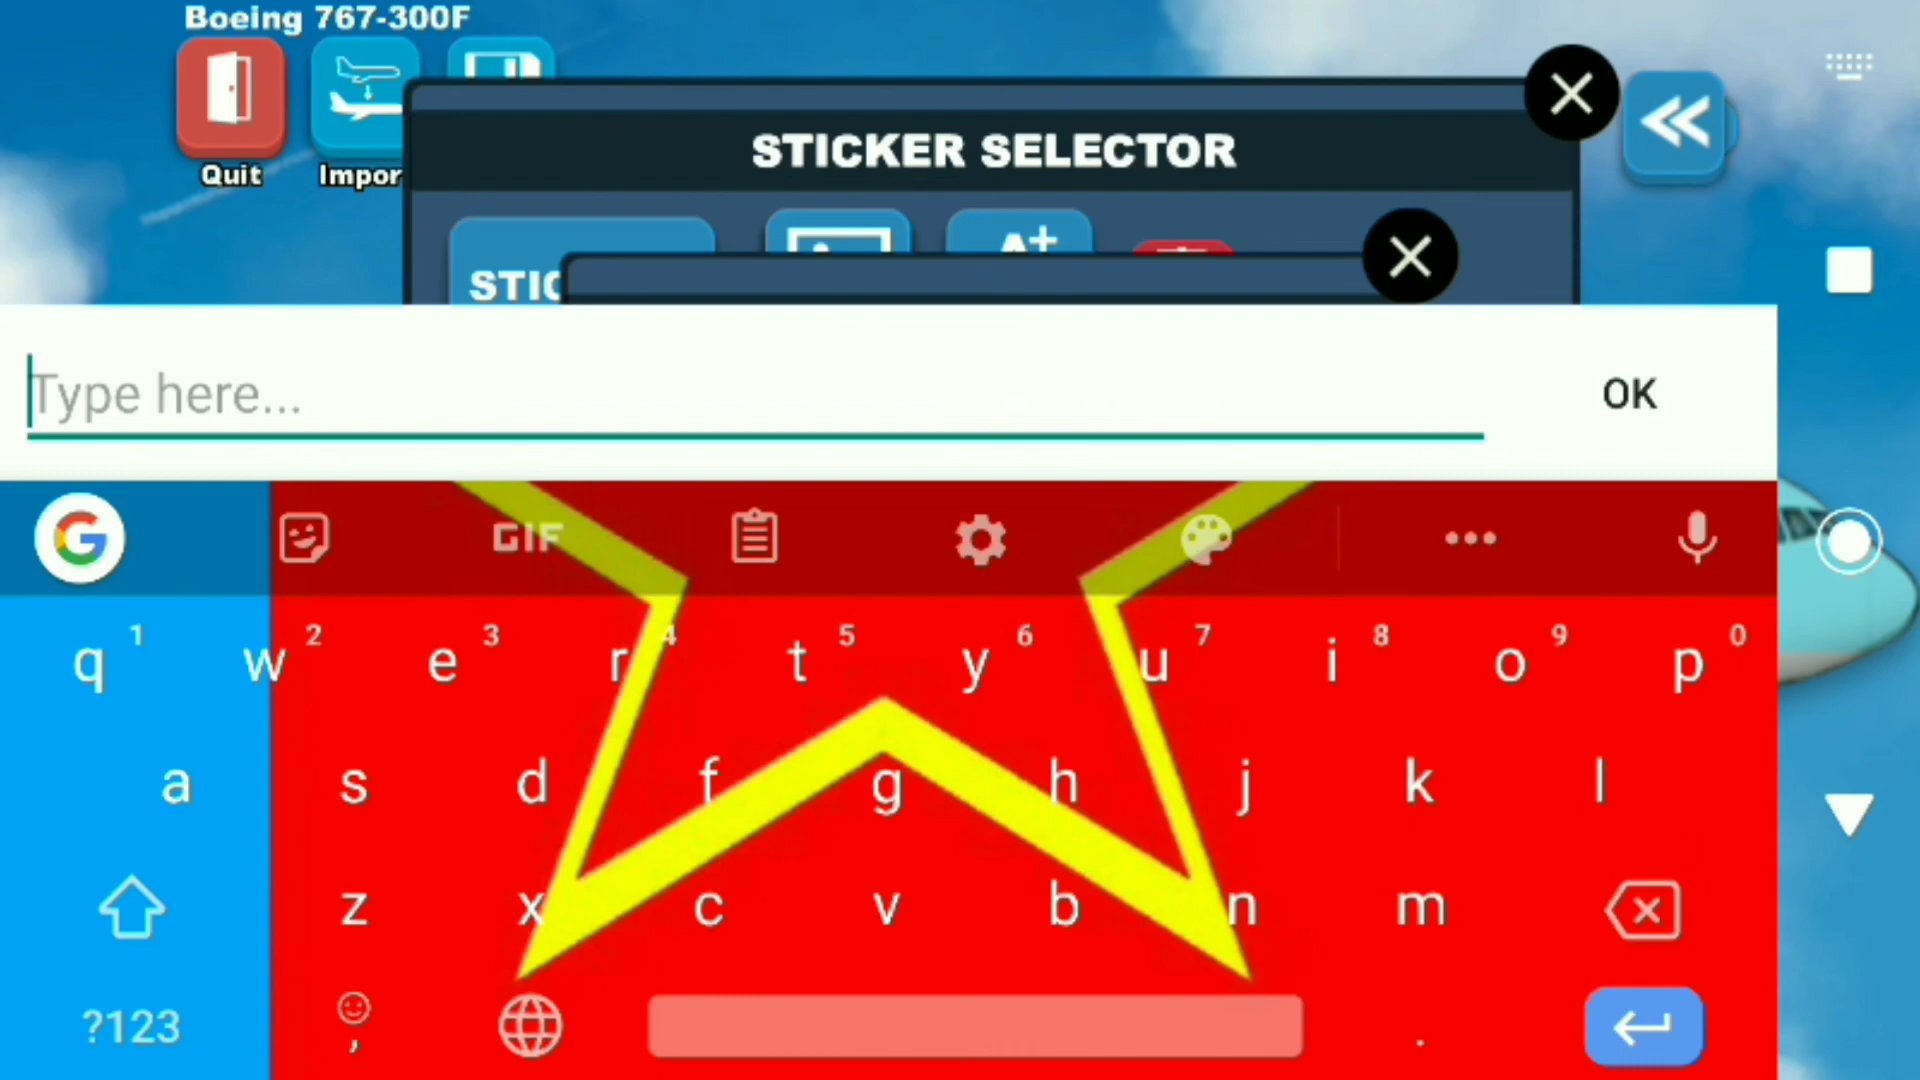 Boeing 767-300F
Quit
Impor
STICKER SELECTOR
STIC
A+
Type here...
OK
G
GIF
q 1 w 2 e 3 r 4 t 5 y 6 u 7 i 8 o 9 p 0
a s d f g h j k l
z x c v b n m
?123 , .